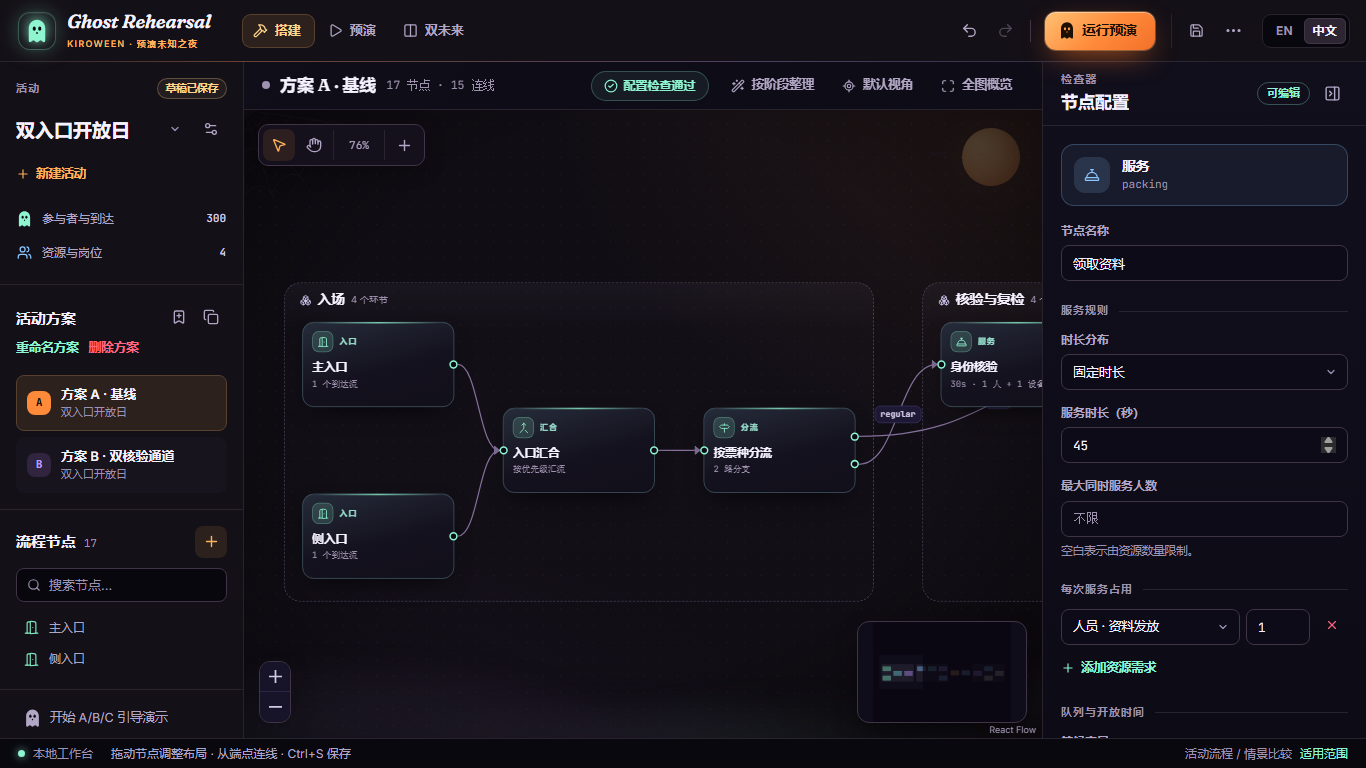 Ghost Rehearsal
KIROWEEN · 预演未知之夜
搭建
预演
双未来
运行预演
EN
中文
活动
草稿已保存
双入口开放日
+ 新建活动
参与者与到达 300
资源与岗位 4
活动方案
重命名方案 删除方案
A
方案 A · 基线
双入口开放日
B
方案 B · 双核验通道
双入口开放日
流程节点 17
搜索节点...
主入口
侧入口
开始 A/B/C 引导演示
方案 A · 基线 17 节点 · 15 连线
配置检查通过
按阶段整理
默认视角
全图概览
76%
入场 4 个环节
入口
主入口
1 个到达流
入口
侧入口
1 个到达流
汇合
入口汇合
按优先级汇流
分流
按票种分流
2 路分支
regular
核验与复检 4
服务
身份核验
30s · 1 人 + 1 设备
React Flow
检查器
节点配置
可编辑
服务
packing
节点名称
领取资料
服务规则
时长分布
固定时长
服务时长（秒）
45
最大同时服务人数
不限
空白表示由资源数量限制。
每次服务占用
人员 · 资料发放
1
+ 添加资源需求
队列与开放时间
本地工作台
拖动节点调整布局 · 从端点连线 · Ctrl+S 保存
活动流程 / 情景比较 适用范围